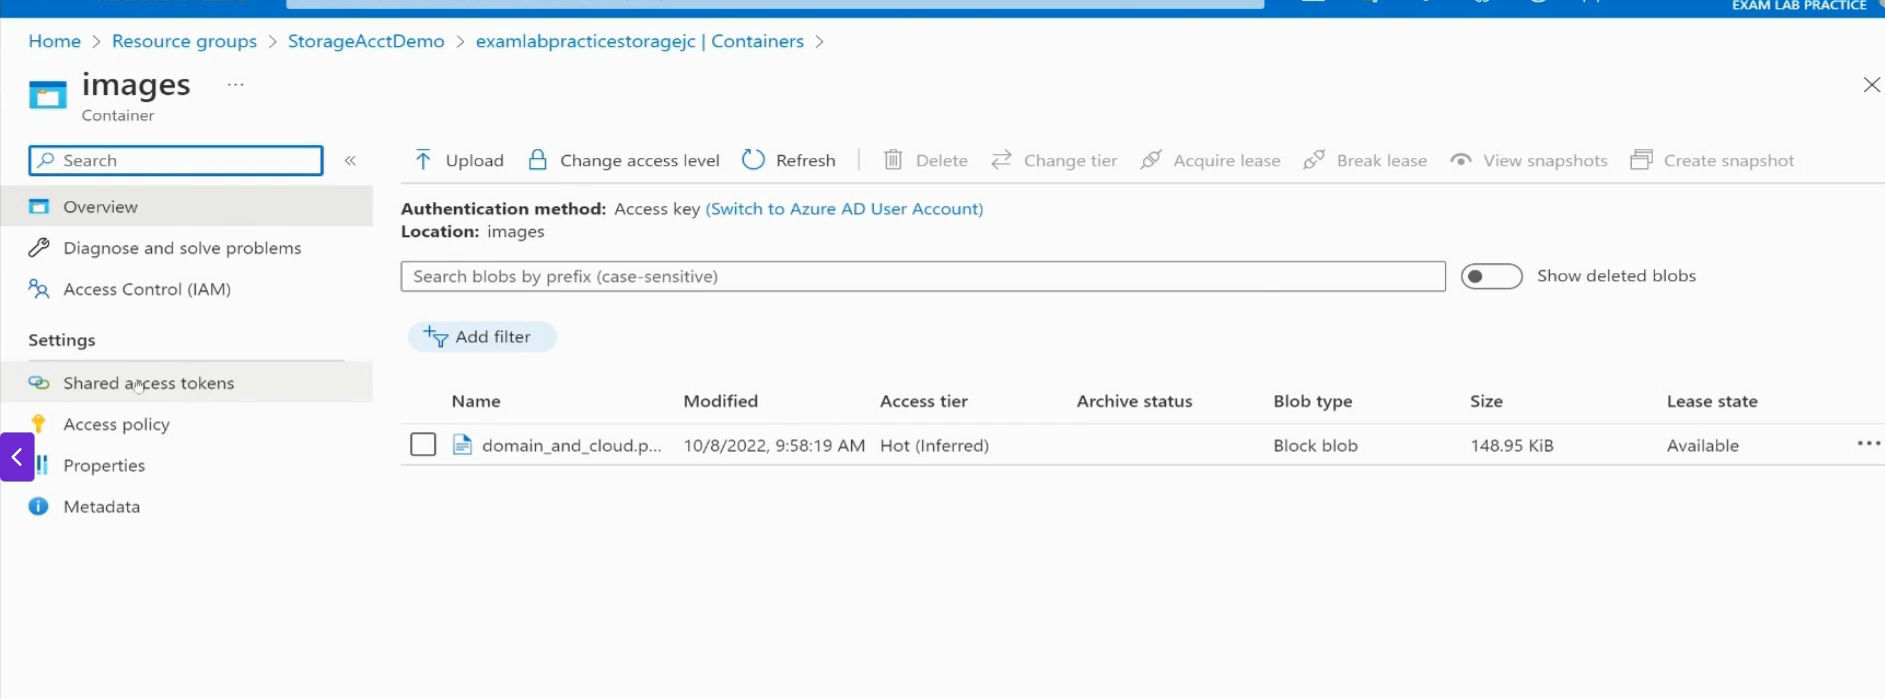 EXAM LAB PRACTICE
Home > Resource groups > StorageAcctDemo > examlabpracticestoragejc | Containers >
images ...
Container
Search
«
Upload Change access level Refresh Delete Change tier Acquire lease Break lease View snapshots Create snapshot
Overview
Diagnose and solve problems
Access Control (IAM)
Settings
Shared access tokens
Access policy
Properties
Metadata
Authentication method: Access key (Switch to Azure AD User Account)
Location: images
Search blobs by prefix (case-sensitive)
Show deleted blobs
Add filter
Name Modified Access tier Archive status Blob type Size Lease state
domain_and_cloud.p... 10/8/2022, 9:58:19 AM Hot (Inferred) Block blob 148.95 KiB Available ...